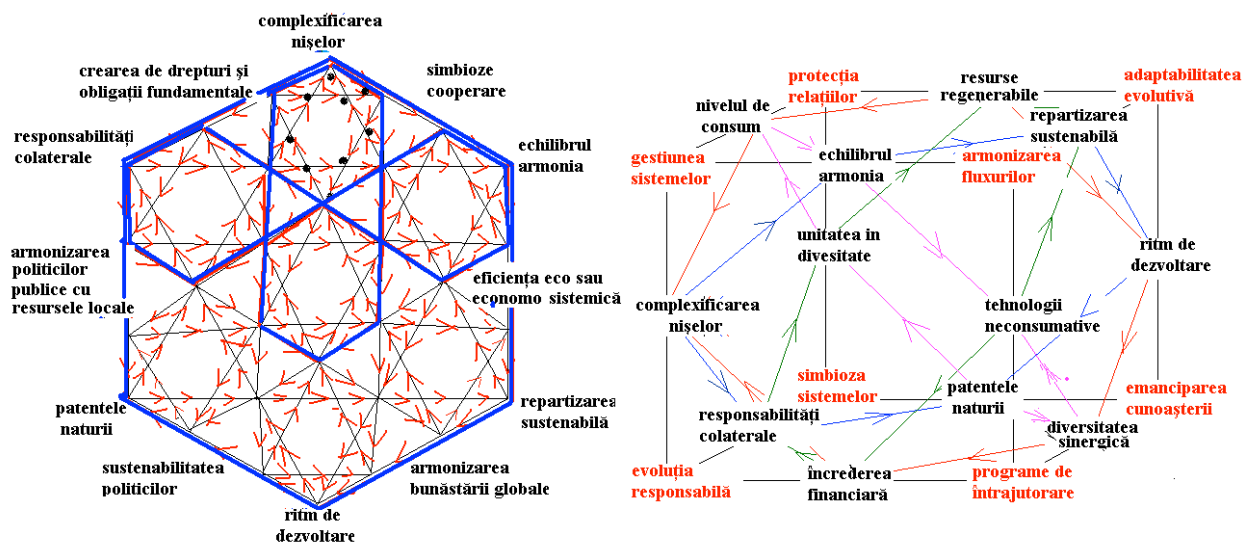 complexificarea
nişelor
crearea de drepturi şi
obligaţii fundamentale
simbioze
cooperare
responsabilităţi
colaterale
echilibrul
armonia
armonizarea
politicilor
publice cu
resursele locale
eficienţa eco sau
economo sistemică
patentele
naturii
repartizarea
sustenabilă
sustenabilitatea
politicilor
armonizarea
bunăstării globale
ritm de
dezvoltare
protecţia
relaţiilor
resurse
regenerabile
adaptabilitatea
evolutivă
nivelul de
consum
repartizarea
sustenabilă
gestiunea
sistemelor
echilibrul
armonia
armonizarea
fluxurilor
unitatea in
divesitate
ritm de
dezvoltare
complexificarea
nişelor
tehnologii
neconsumative
simbioza
sistemelor
patentele
naturii
emanciparea
cunoaşterii
responsabilităţi
colaterale
diversitatea
sinergică
evoluţia
responsabilă
încrederea
financiară
programe de
întrajutorare